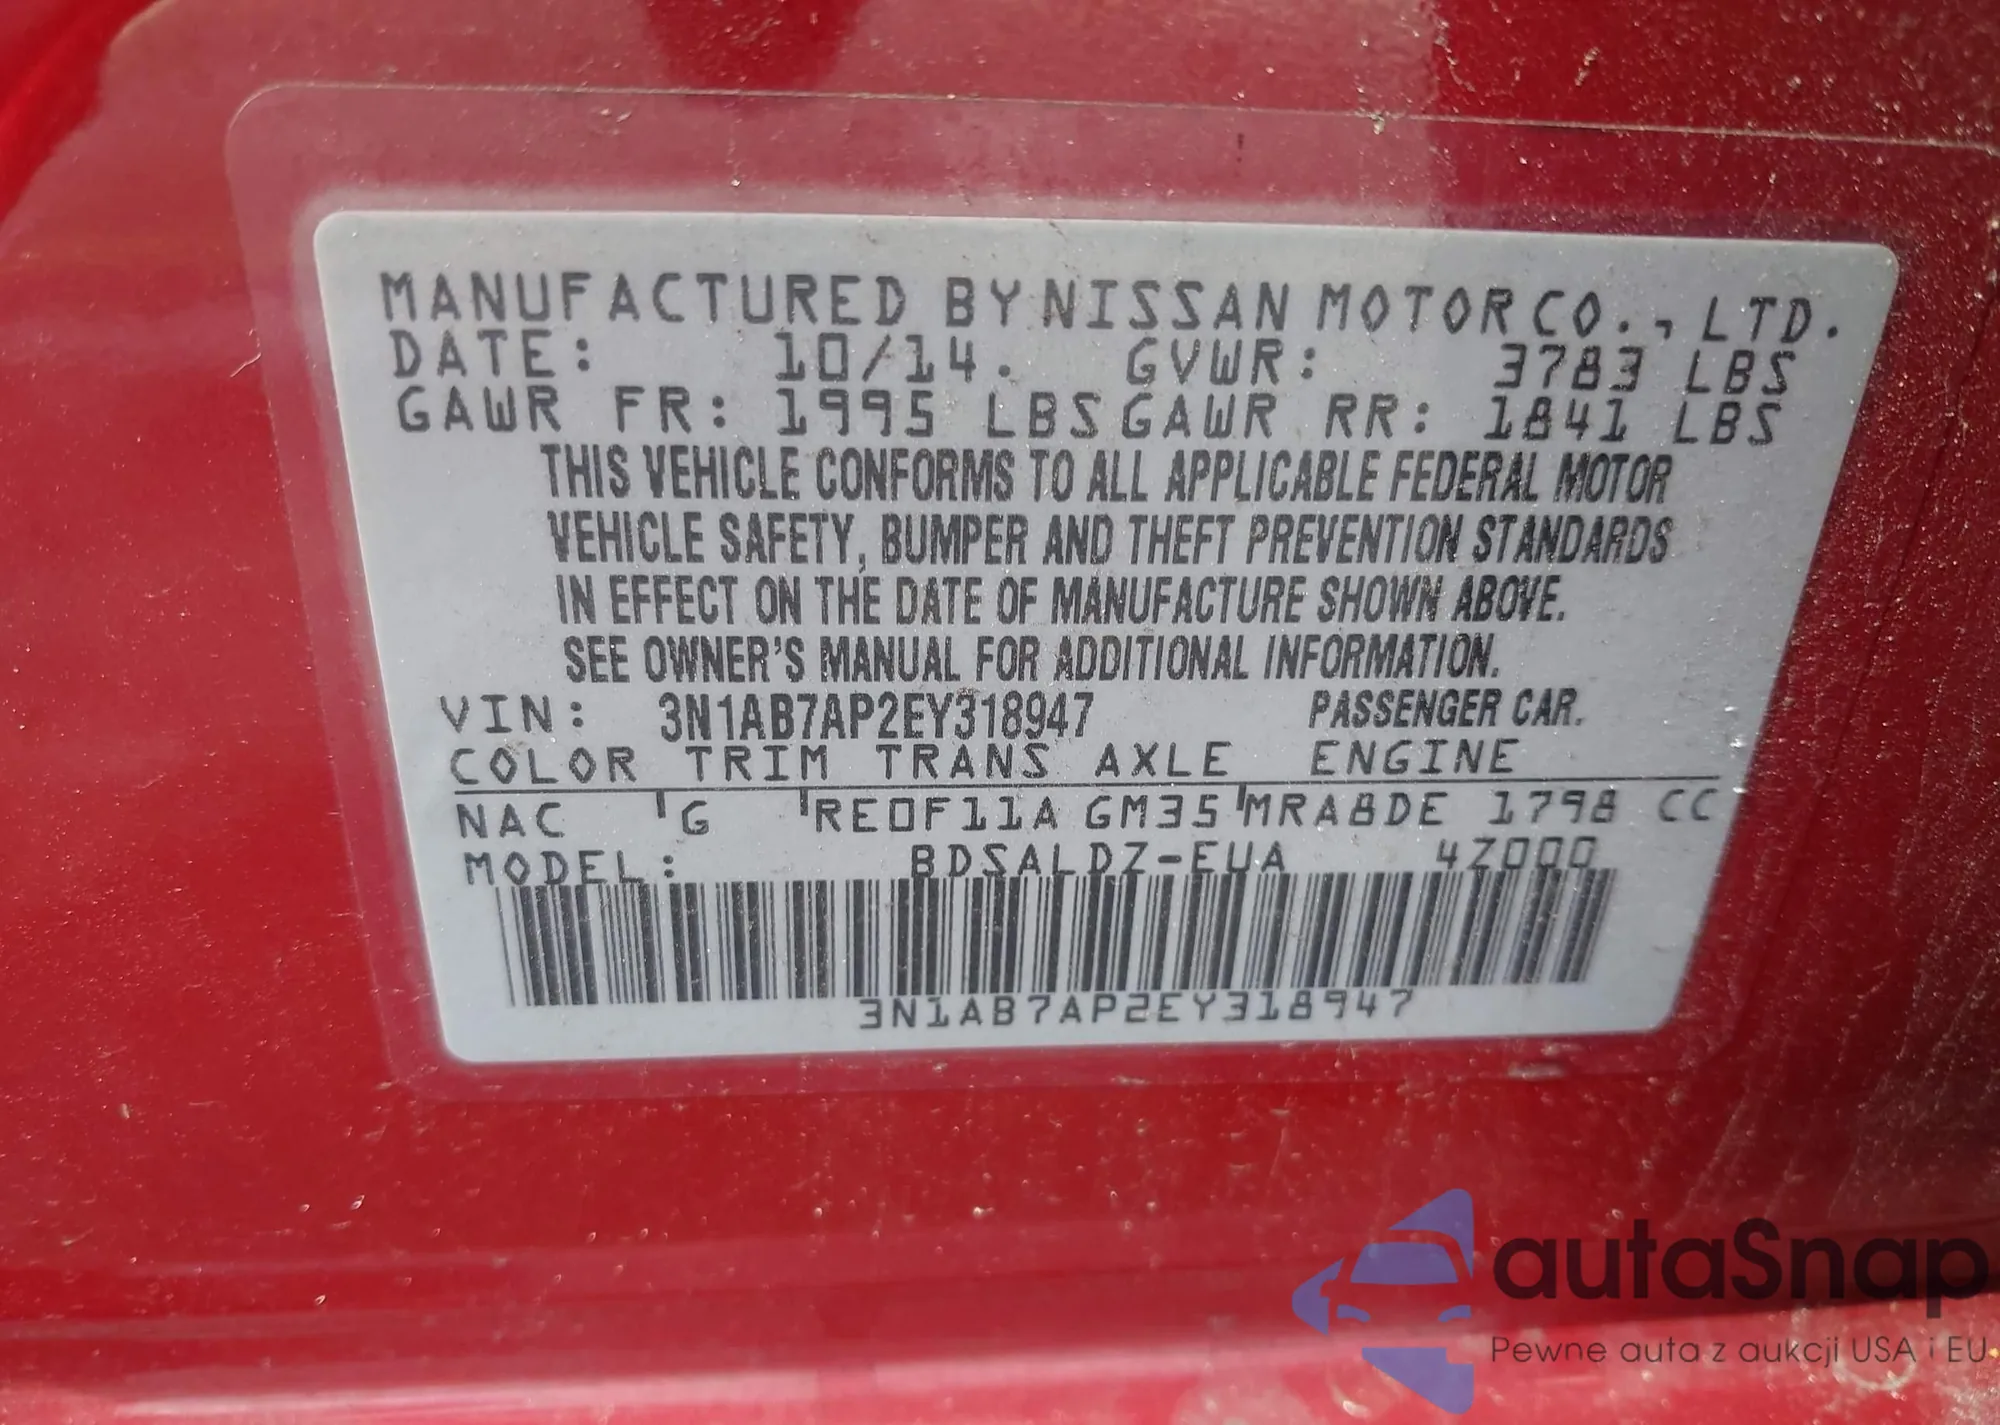 MANUFACTURED BY NISSAN MOTOR CO., LTD.
DATE: 10/14. GVWR: 3783 LBS
GAWR FR: 1995 LBS GAWR RR: 1841 LBS
THIS VEHICLE CONFORMS TO ALL APPLICABLE FEDERAL MOTOR
VEHICLE SAFETY, BUMPER AND THEFT PREVENTION STANDARDS
IN EFFECT ON THE DATE OF MANUFACTURE SHOWN ABOVE.
SEE OWNER'S MANUAL FOR ADDITIONAL INFORMATION.
VIN: 3N1AB7AP2EY318947 PASSENGER CAR.
COLOR TRIM TRANS AXLE ENGINE
NAC G RE0F11A GM35 MRA8DE 1798 CC
MODEL: BDSALDZ-EUA 4Z000
3N1AB7AP2EY318947
autaSnap
Pewne auta z aukcji USA i EU